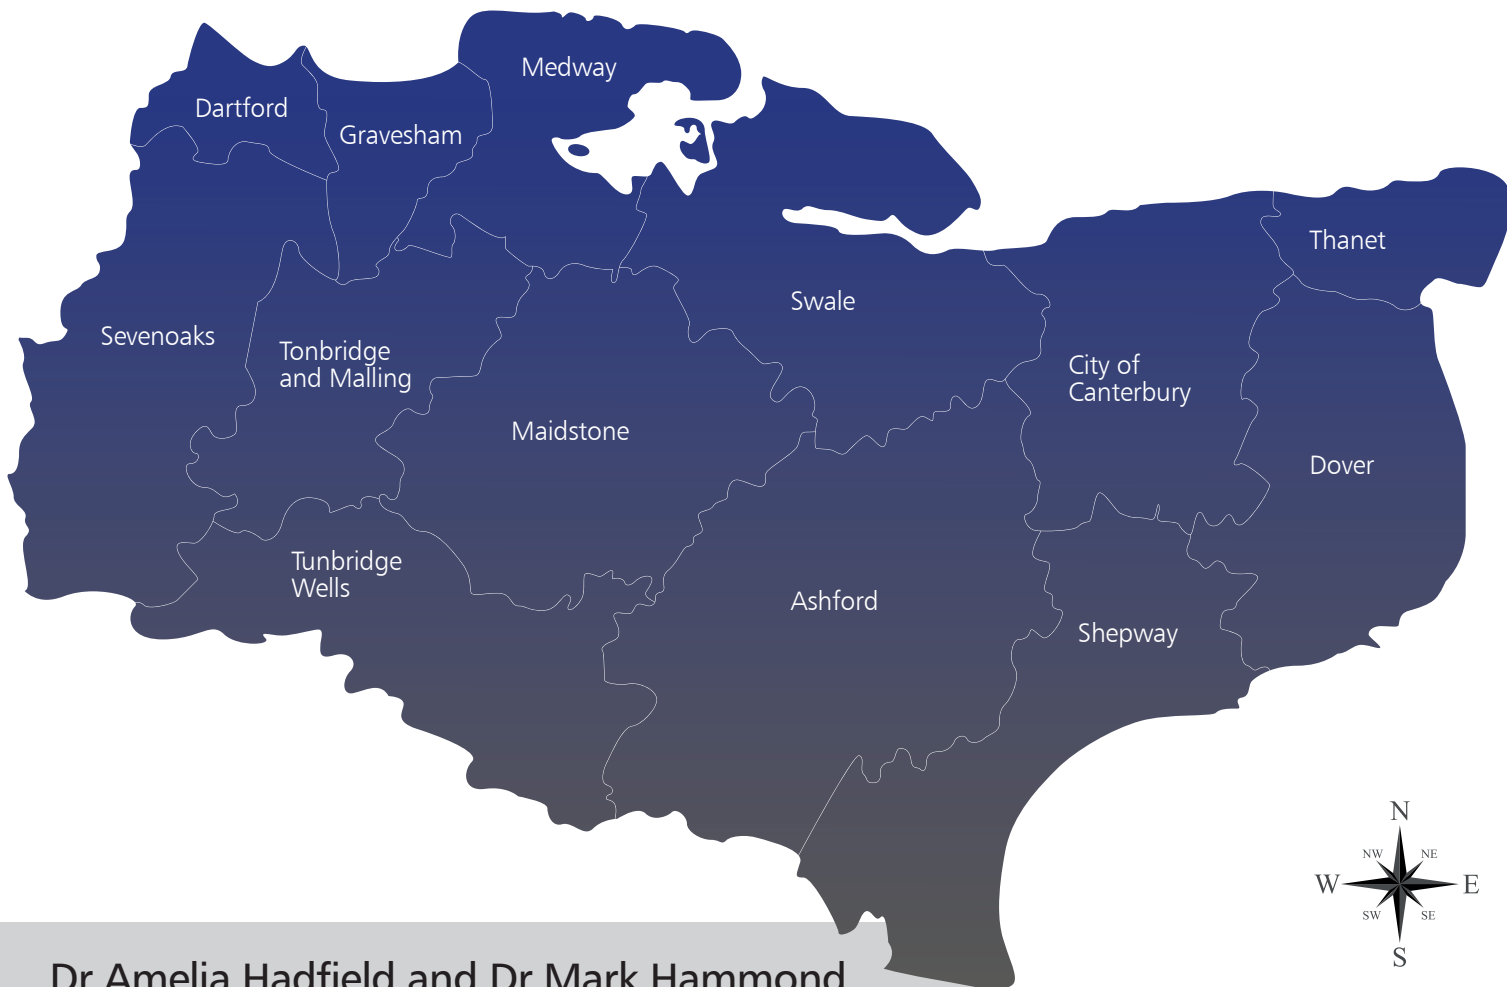 Medway
Dartford
Gravesham
Thanet
Swale
Sevenoaks
Tonbridge
and Malling
City of
Canterbury
Maidstone
Dover
Tunbridge
Wells
Ashford
Shepway
N
NW
NE
W
E
SW
SE
S
Dr Amelia Hadfield and Dr Mark Hammond